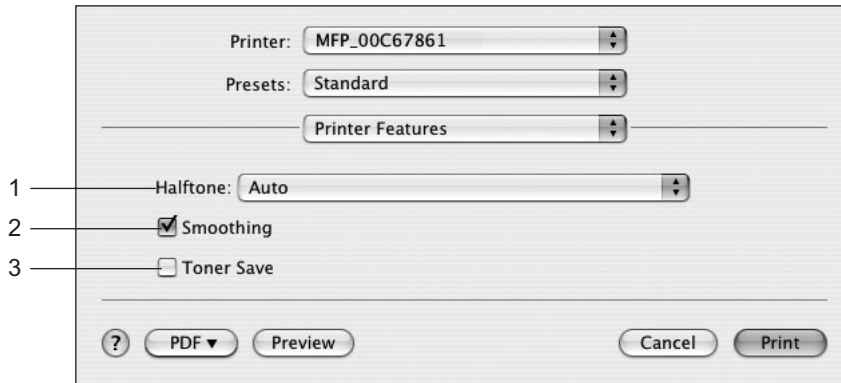 Printer: MFP_00C67861
Presets: Standard
Printer Features
1 Halftone: Auto
2 Smoothing
3 Toner Save
? PDF▼ Preview Cancel Print